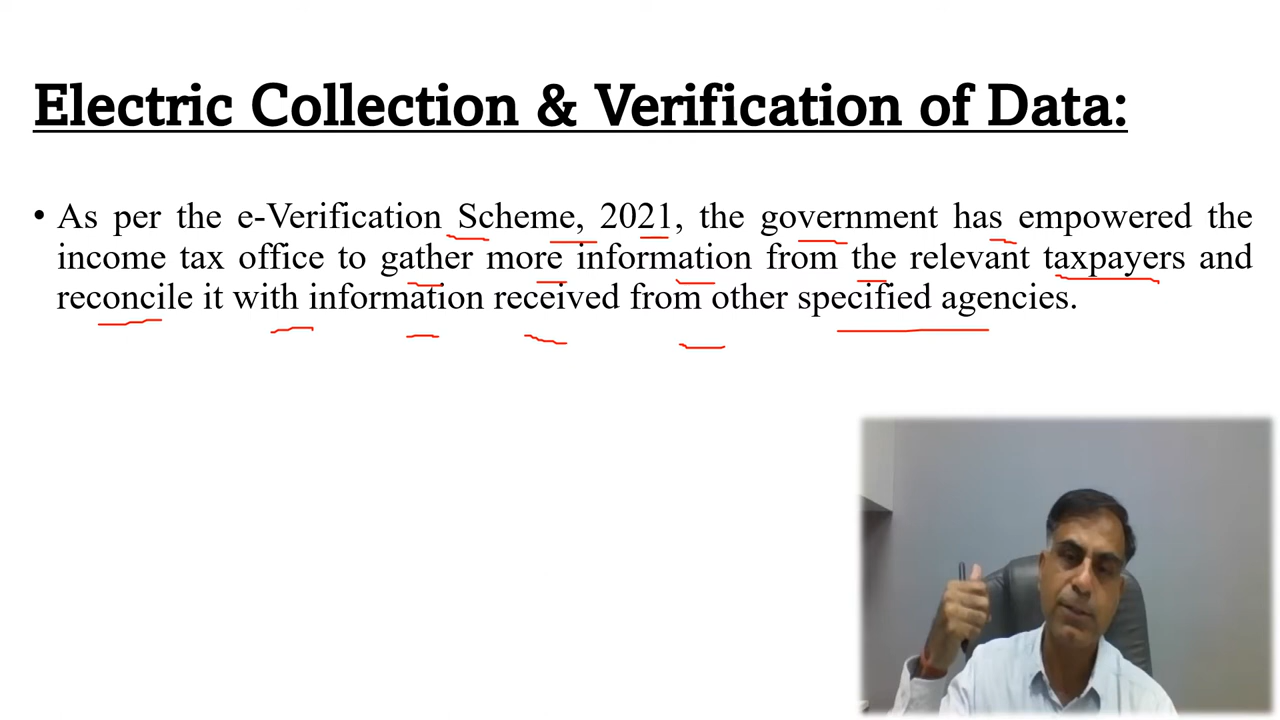 Electric Collection & Verification of Data:
• As per the e-Verification Scheme, 2021, the government has empowered the
income tax office to gather more information from the relevant taxpayers and
reconcile it with information received from other specified agencies.